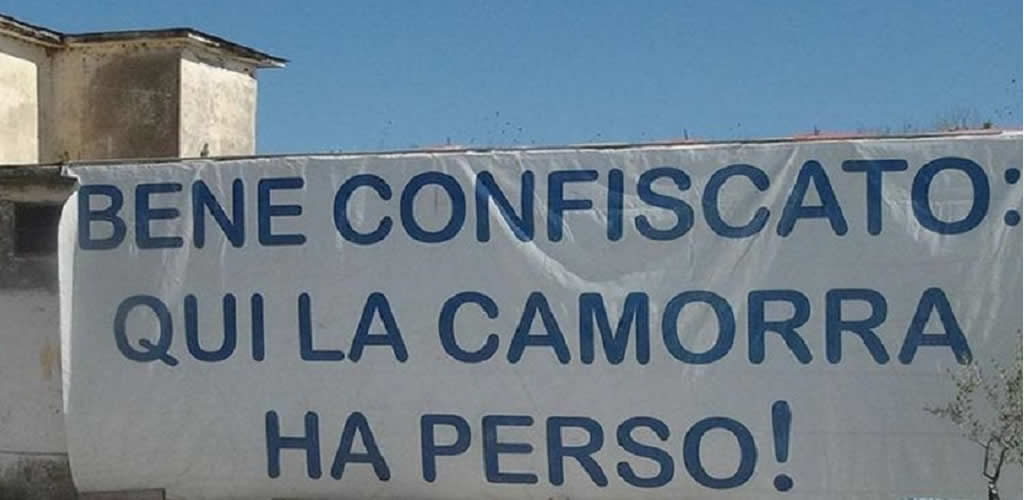 BENE CONFISCATO:
QUI LA CAMORRA
HA PERSO!